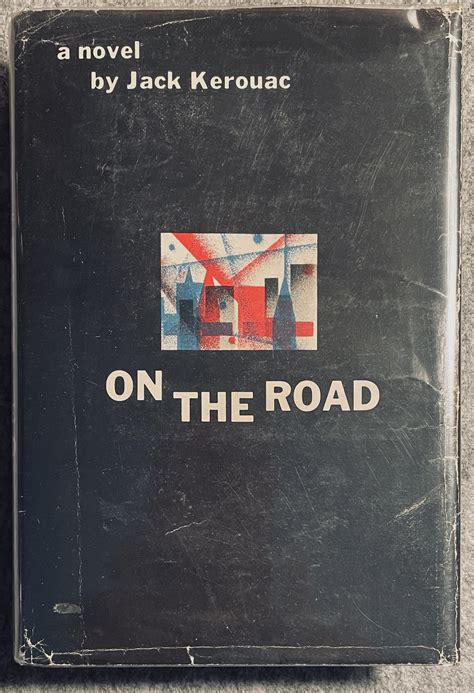 a novel
by Jack Kerouac
ON THE ROAD